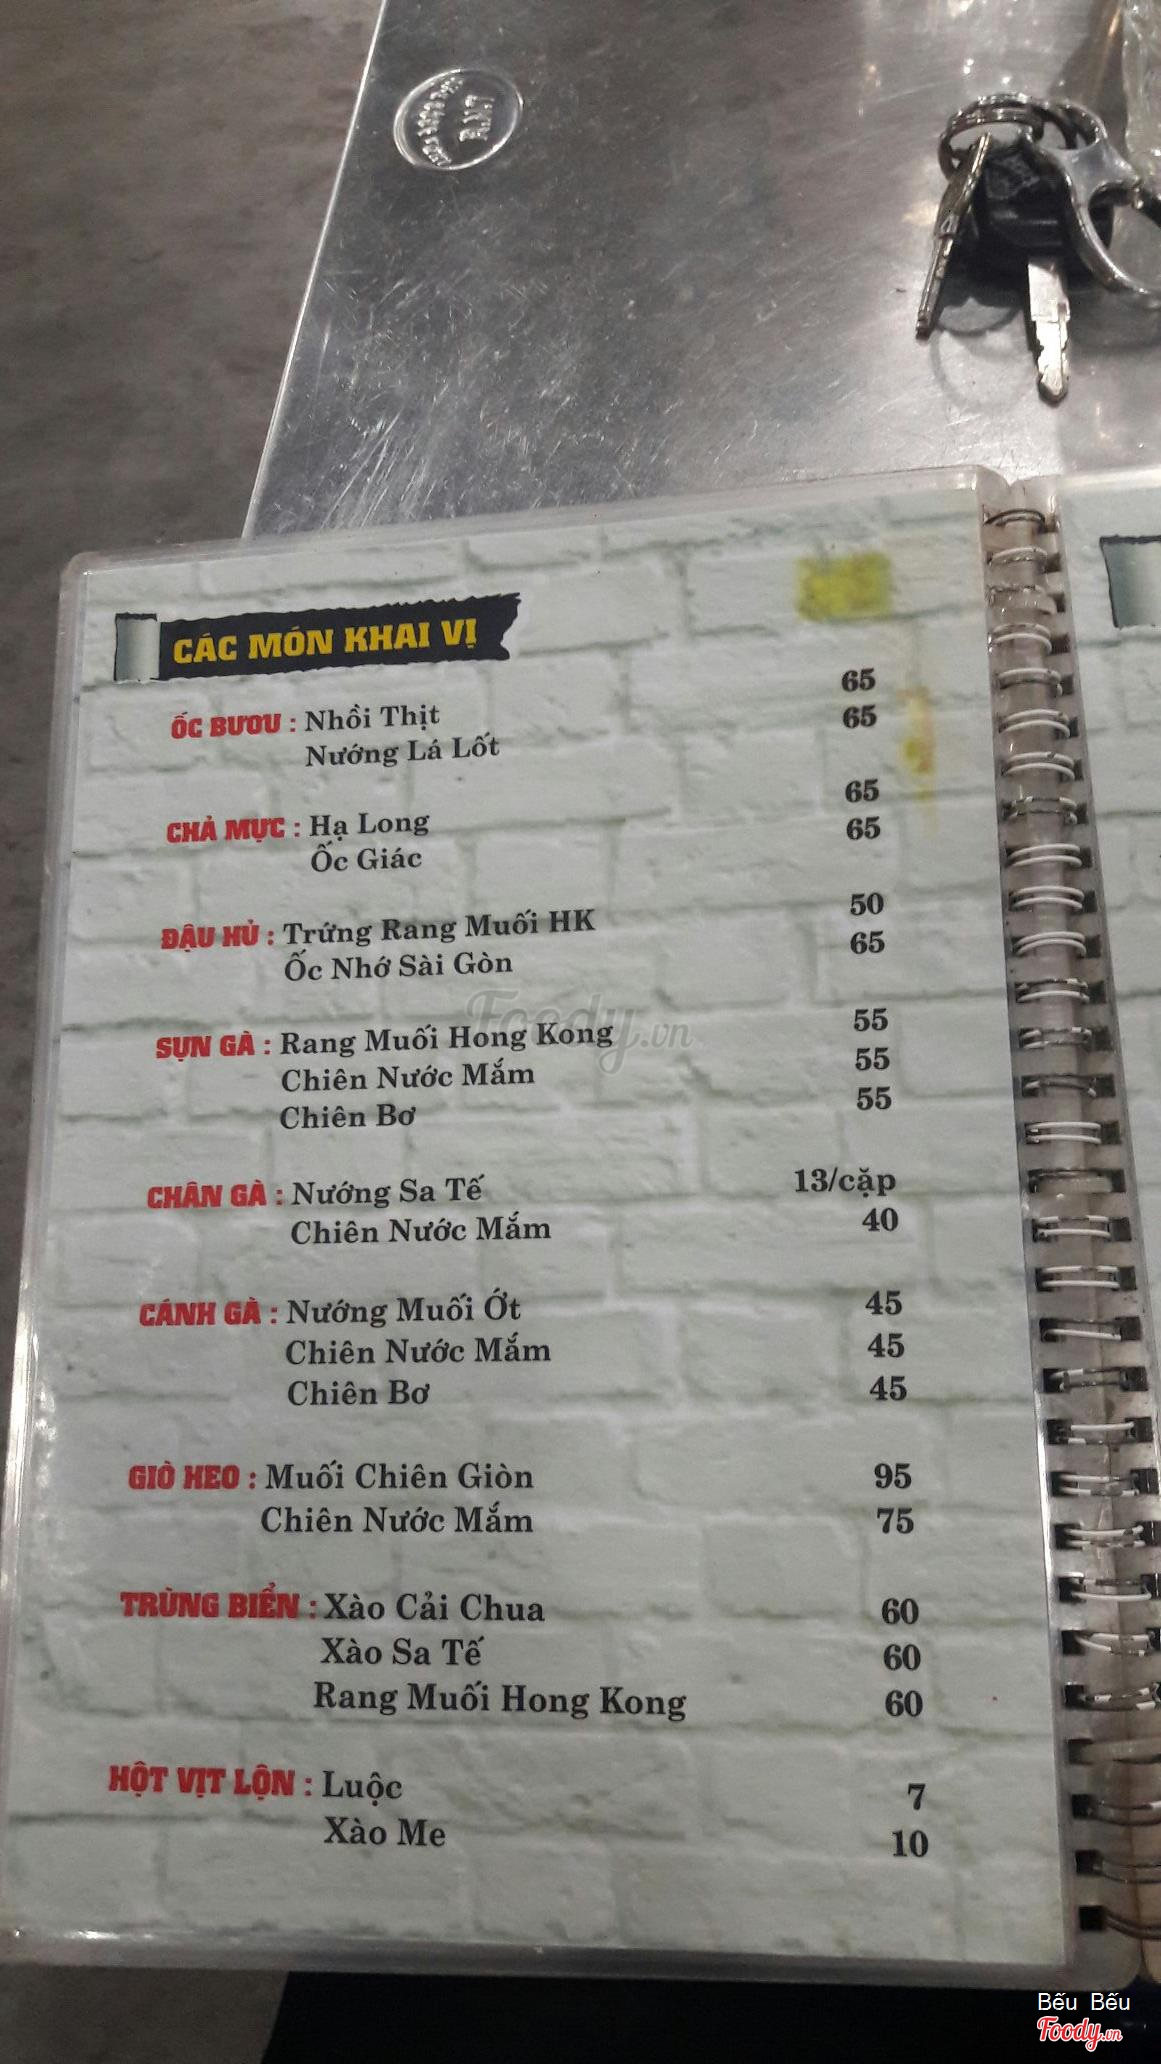 CÁC MÓN KHAI VỊ
ỐC BƯƠU : Nhồi Thịt 65
Nướng Lá Lốt 65
CHẢ MỰC : Hạ Long 65
Ốc Giác 65
ĐẬU HỦ : Trứng Rang Muối HK 50
Ốc Nhớ Sài Gòn 65
Foody.vn
SỤN GÀ : Rang Muối Hong Kong 55
Chiên Nước Mắm 55
Chiên Bơ 55
CHÂN GÀ : Nướng Sa Tế 13/cặp
Chiên Nước Mắm 40
CÁNH GÀ : Nướng Muối Ớt 45
Chiên Nước Mắm 45
Chiên Bơ 45
GIÒ HEO : Muối Chiên Giòn 95
Chiên Nước Mắm 75
TRÙNG BIỂN : Xào Cải Chua 60
Xào Sa Tế 60
Rang Muối Hong Kong 60
HỘT VỊT LỘN : Luộc 7
Xào Me 10
Bếu Bếu
Foody.vn